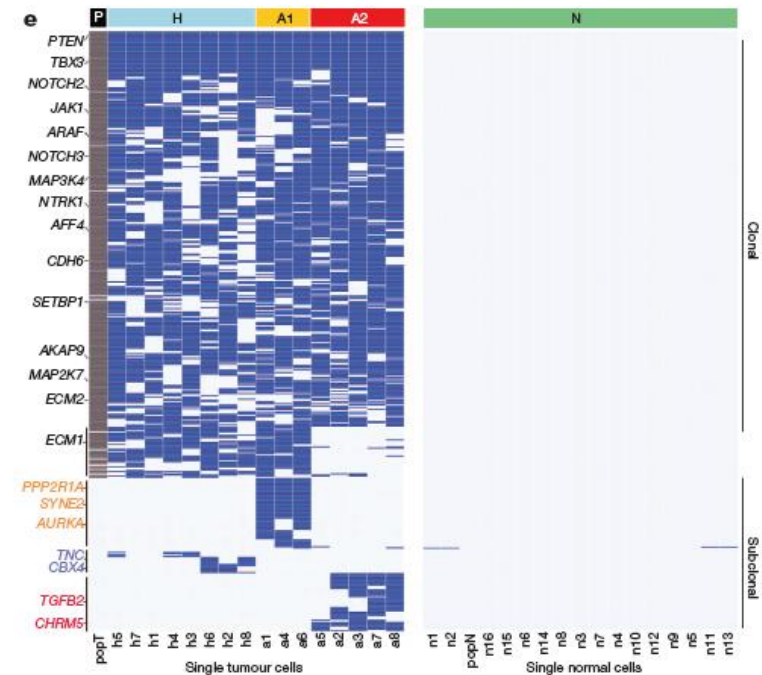 e
P H A1 A2 N
PTEN
TBX3
NOTCH2
JAK1
ARAF
NOTCH3
MAP3K4
NTRK1
AFF4
CDH6
SETBP1
AKAP9
MAP2K7
ECM2
ECM1
PPP2R1A
SYNE2
AURKA
TNC
CBX4
TGFB2
CHRM5
Clonal
Subclonal
popT h5 h7 h1 h4 h3 h6 h2 h8 a1 a4 a6 a5 a2 a3 a7 a8
n1 n2 popN n16 n15 n6 n14 n8 n3 n7 n4 n10 n12 n9 n5 n11 n13
Single tumour cells
Single normal cells